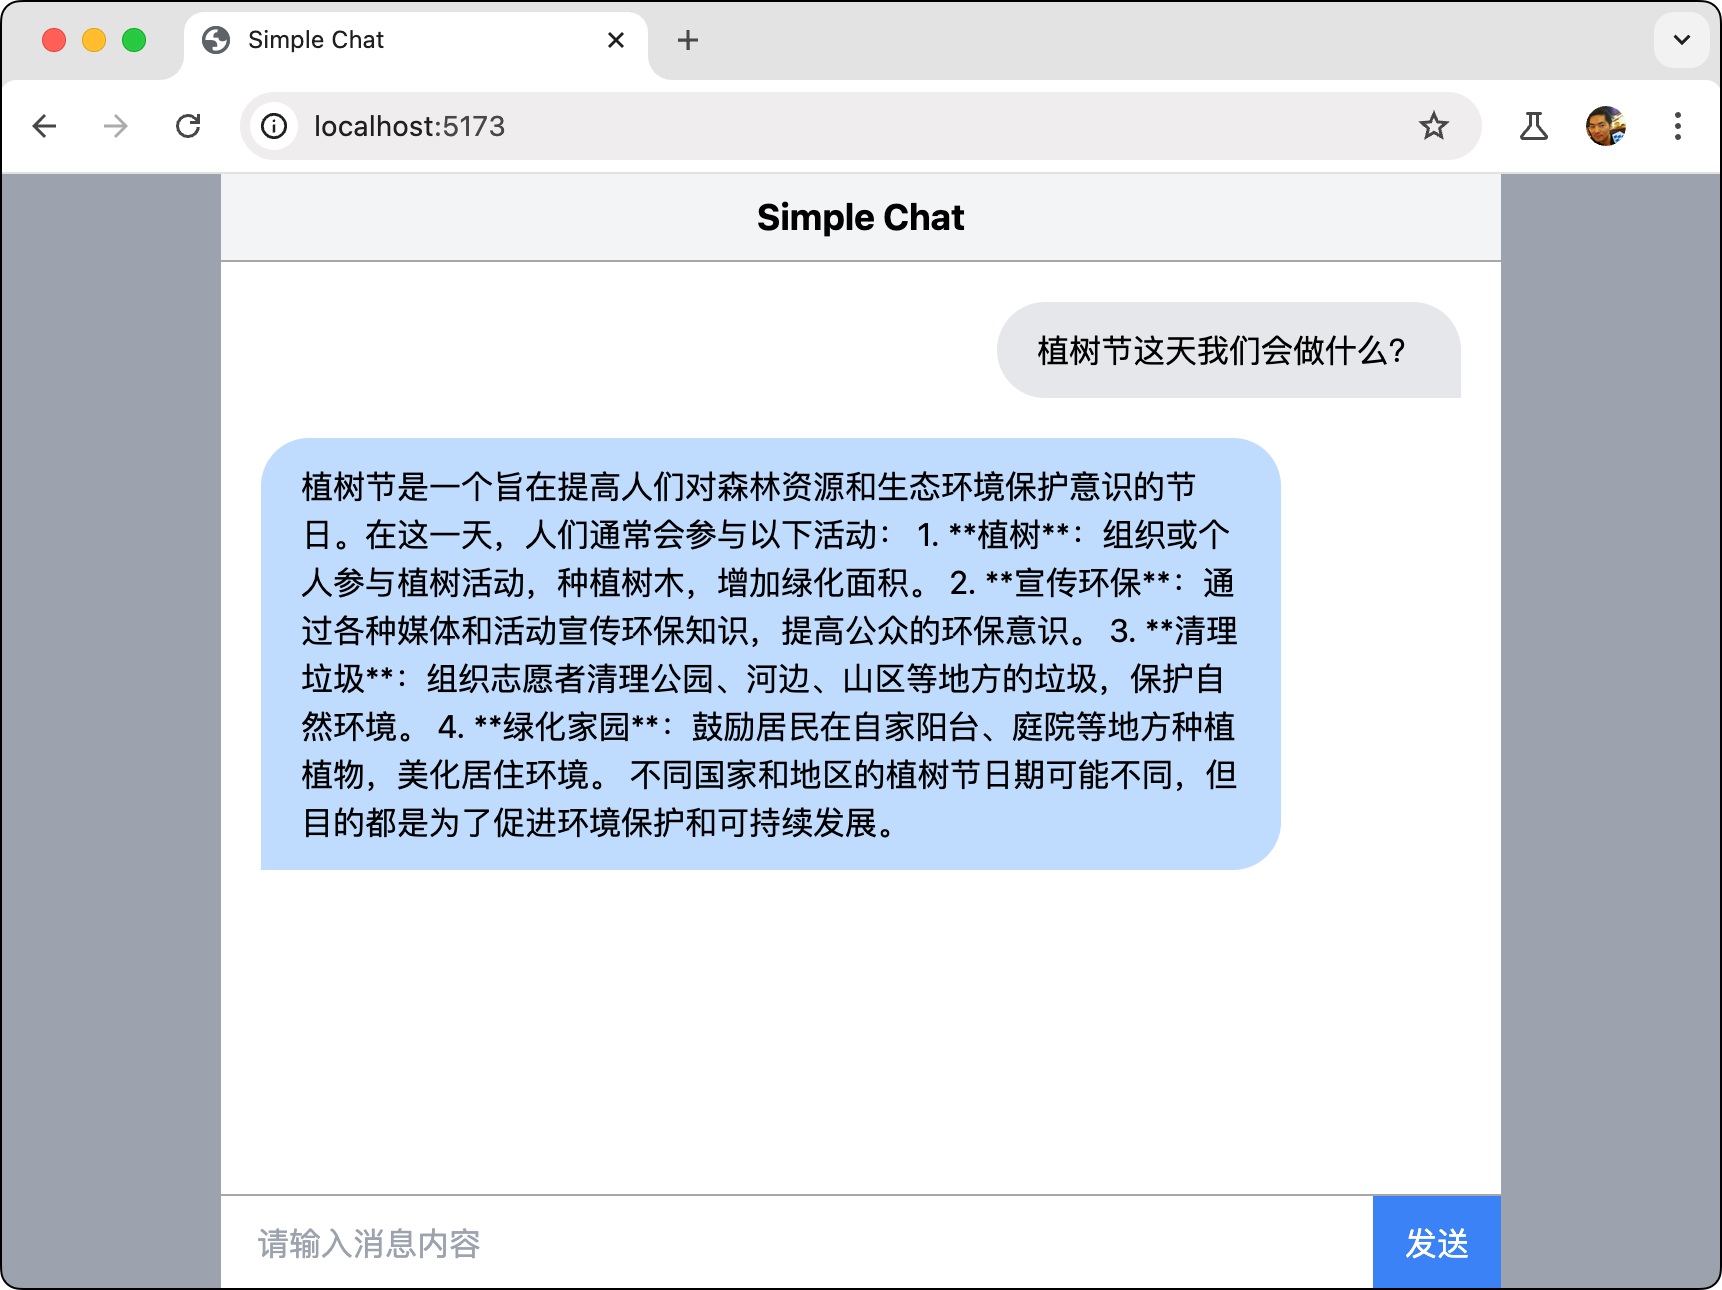 Simple Chat
localhost:5173
Simple Chat
植树节这天我们会做什么?
植树节是一个旨在提高人们对森林资源和生态环境保护意识的节
日。在这一天，人们通常会参与以下活动： 1. **植树**：组织或个
人参与植树活动，种植树木，增加绿化面积。 2. **宣传环保**：通
过各种媒体和活动宣传环保知识，提高公众的环保意识。 3. **清理
垃圾**：组织志愿者清理公园、河边、山区等地方的垃圾，保护自
然环境。 4. **绿化家园**：鼓励居民在自家阳台、庭院等地方种植
植物，美化居住环境。 不同国家和地区的植树节日期可能不同，但
目的都是为了促进环境保护和可持续发展。
请输入消息内容
发送